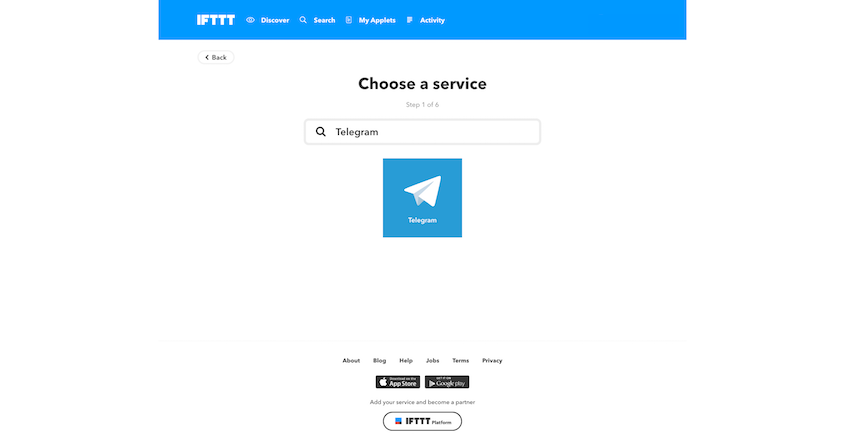 IFTTT Discover Search My Applets Activity
Back
Choose a service
Step 1 of 6
Telegram
Telegram
About Blog Help Jobs Terms Privacy
Download on the App Store GET IT ON Google play
Add your service and become a partner
IFTTT Platform